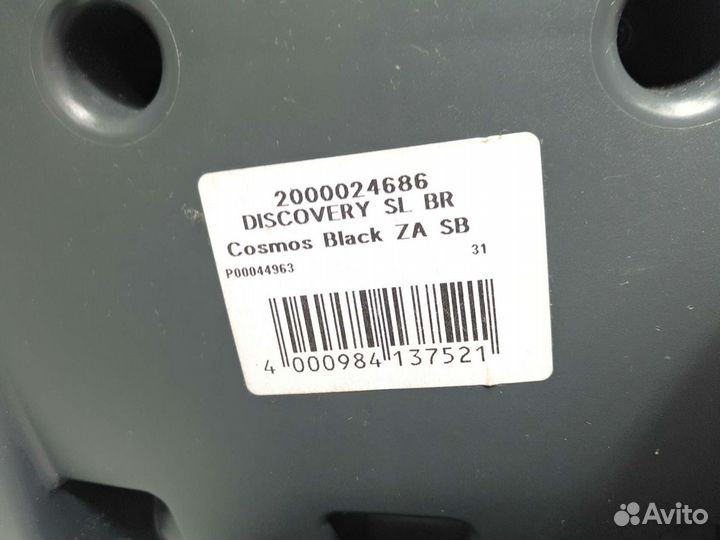 2000024686
DISCOVERY SL BR
Cosmos Black ZA SB
P00044963 31
4 000984 137521
Avito